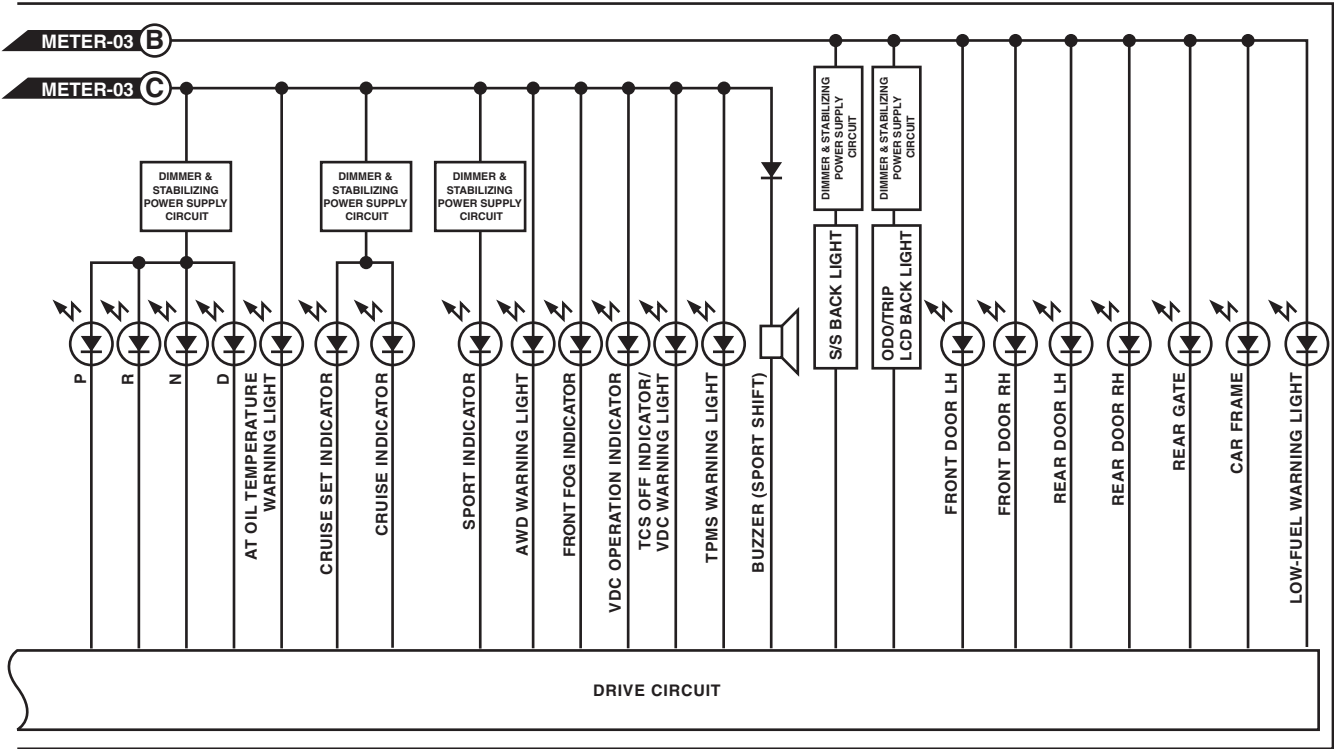 METER-03 B
METER-03 C
DIMMER &
STABILIZING
POWER SUPPLY
CIRCUIT
DIMMER &
STABILIZING
POWER SUPPLY
CIRCUIT
DIMMER &
STABILIZING
POWER SUPPLY
CIRCUIT
DIMMER & STABILIZING
POWER SUPPLY
CIRCUIT
DIMMER & STABILIZING
POWER SUPPLY
CIRCUIT
P
R
N
D
AT OIL TEMPERATURE
WARNING LIGHT
CRUISE SET INDICATOR
CRUISE INDICATOR
SPORT INDICATOR
AWD WARNING LIGHT
FRONT FOG INDICATOR
VDC OPERATION INDICATOR
TCS OFF INDICATOR/
VDC WARNING LIGHT
TPMS WARNING LIGHT
BUZZER (SPORT SHIFT)
S/S BACK LIGHT
ODO/TRIP
LCD BACK LIGHT
FRONT DOOR LH
FRONT DOOR RH
REAR DOOR LH
REAR DOOR RH
REAR GATE
CAR FRAME
LOW-FUEL WARNING LIGHT
DRIVE CIRCUIT